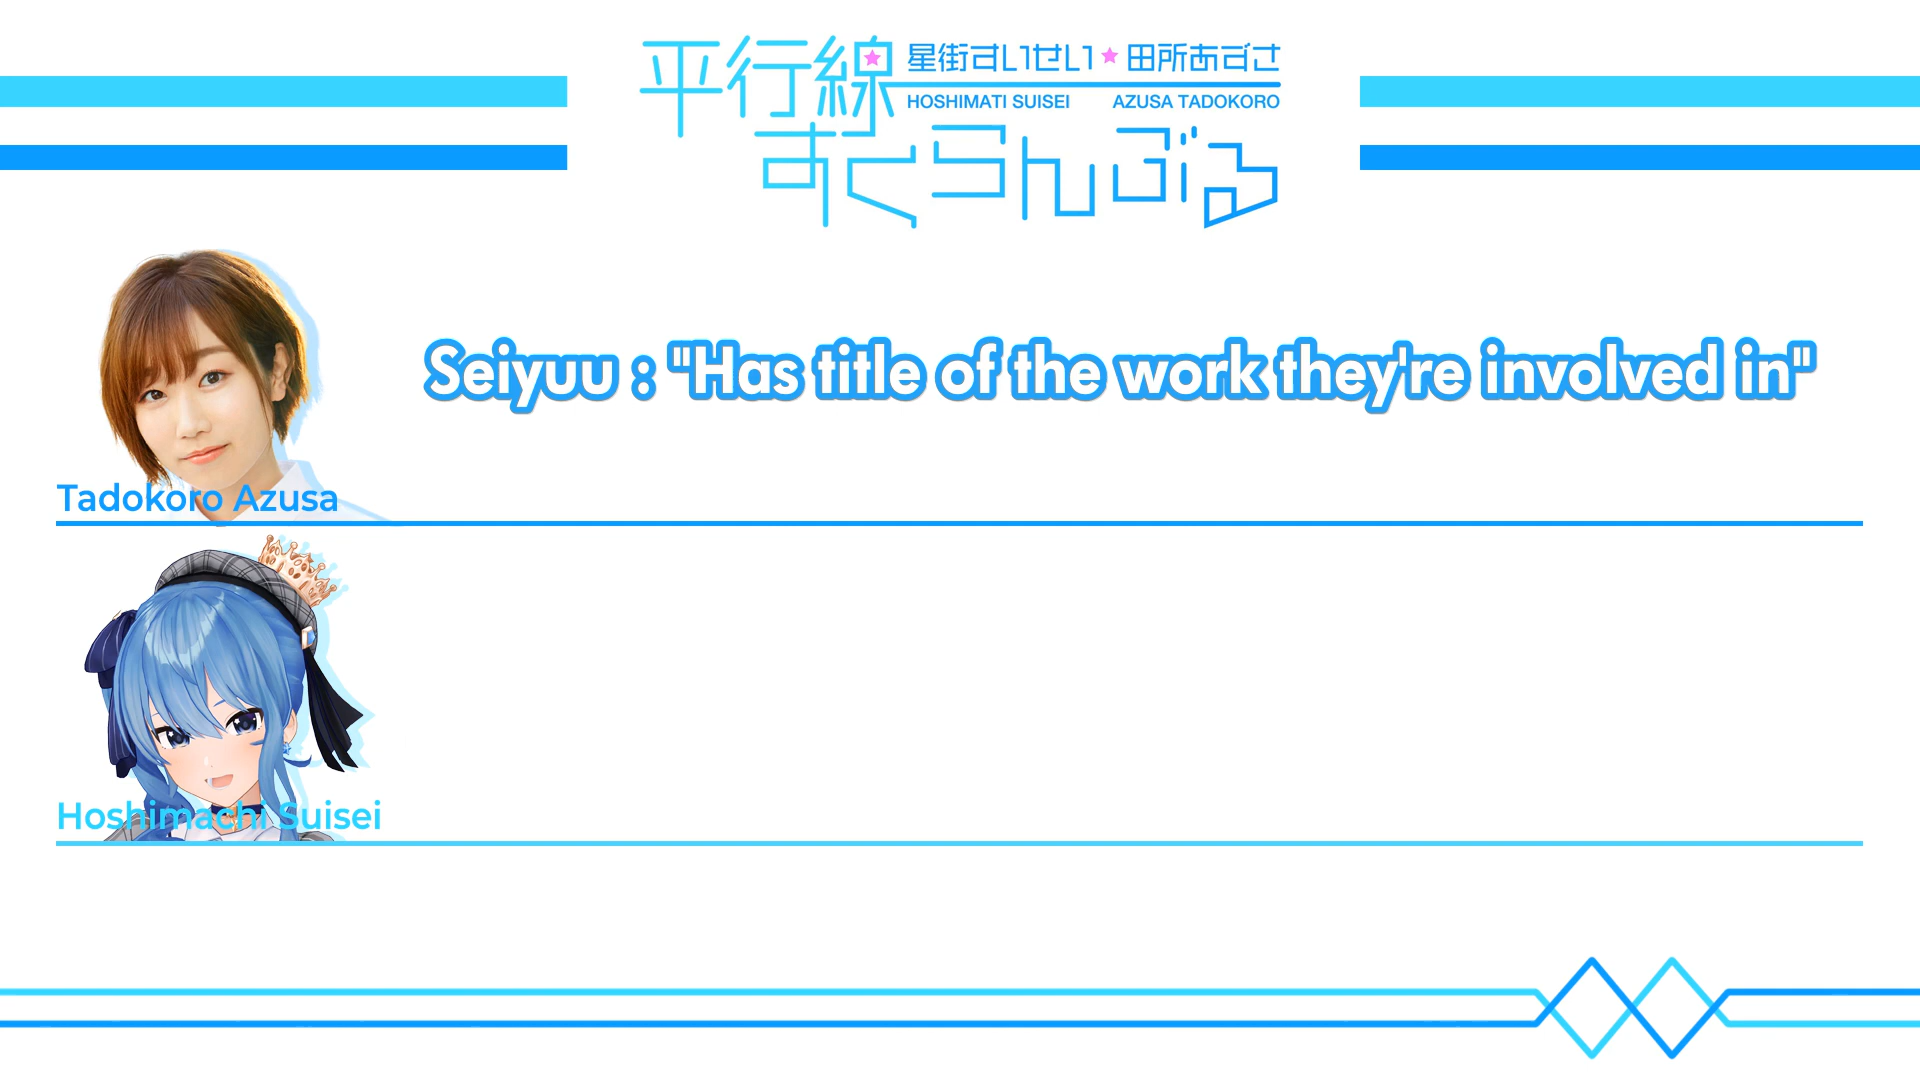 平行線
星街すいせい★田所あずさ
HOSHIMATI SUISEI AZUSA TADOKORO
すくらんぶる
Seiyuu : "Has title of the work they're involved in"
Tadokoro Azusa
Hoshimachi Suisei